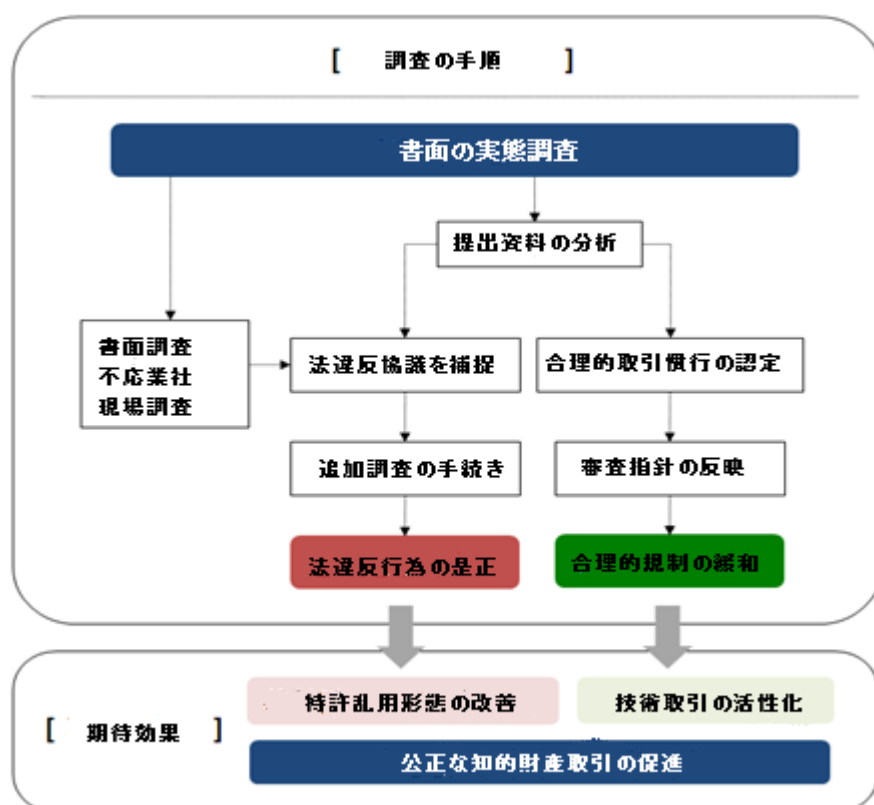 [ 調査の手順 ]
書面の実態調査
提出資料の分析
書面調査
不応業社
現場調査
法違反協議を補捉
合理的取引慣行の認定
追加調査の手続き
審査指針の反映
法違反行為の是正
合理的規制の緩和
[ 期待効果 ]
特許乱用形態の改善
技術取引の活性化
公正な知的財産取引の促進